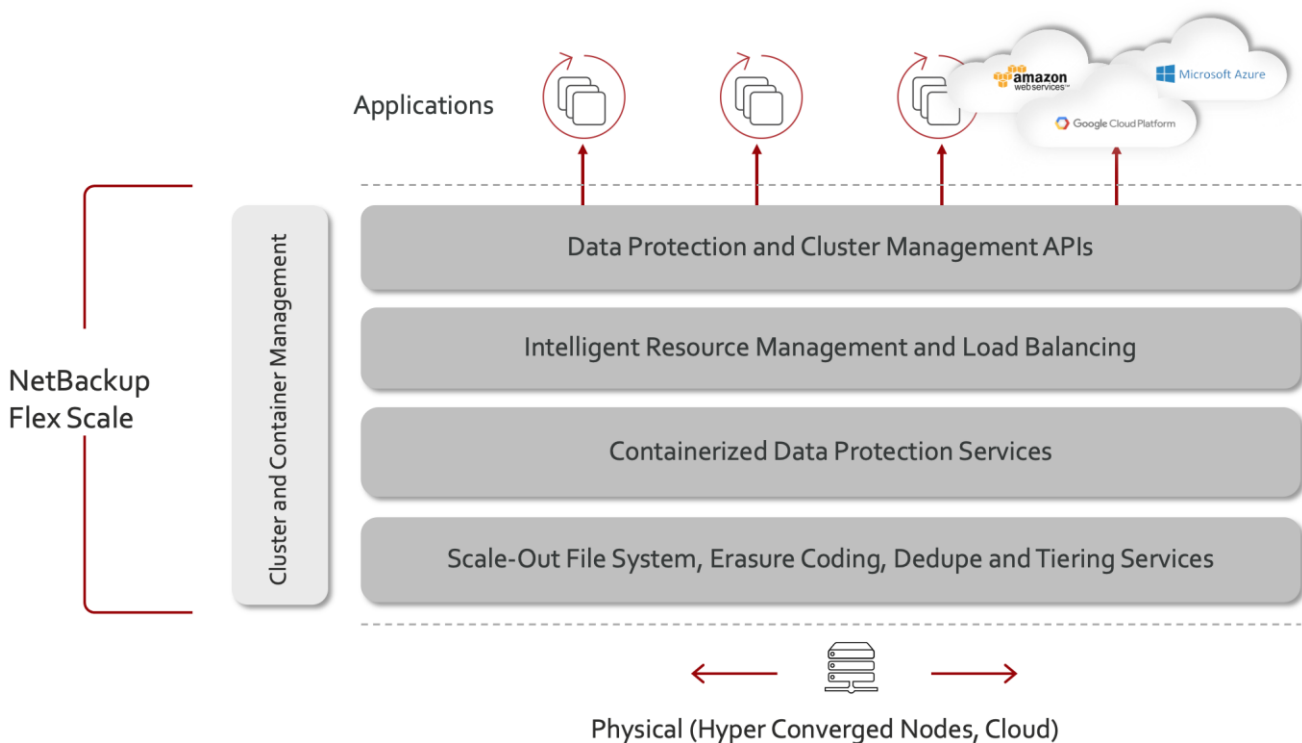 amazon
web services™
Microsoft Azure
Google Cloud Platform
Applications
Data Protection and Cluster Management APIs
Intelligent Resource Management and Load Balancing
Containerized Data Protection Services
Scale-Out File System, Erasure Coding, Dedupe and Tiering Services
Cluster and Container Management
NetBackup
Flex Scale
Physical (Hyper Converged Nodes, Cloud)